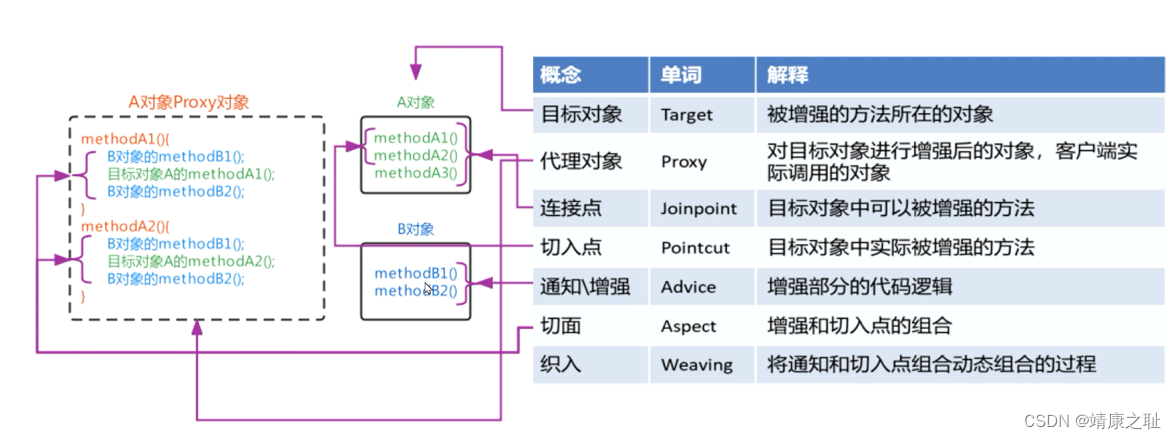 A对象Proxy对象
methodA1(){
B对象的methodB1();
目标对象A的methodA1();
B对象的methodB2();
}
methodA2(){
B对象的methodB1();
目标对象A的methodA2();
B对象的methodB2();
}
A对象
methodA1()
methodA2()
methodA3()
B对象
methodB1()
methodB2()
概念 单词 解释
目标对象 Target 被增强的方法所在的对象
代理对象 Proxy 对目标对象进行增强后的对象，客户端实
际调用的对象
连接点 Joinpoint 目标对象中可以被增强的方法
切入点 Pointcut 目标对象中实际被增强的方法
通知\增强 Advice 增强部分的代码逻辑
切面 Aspect 增强和切入点的组合
织入 Weaving 将通知和切入点组合动态组合的过程
CSDN @靖康之耻